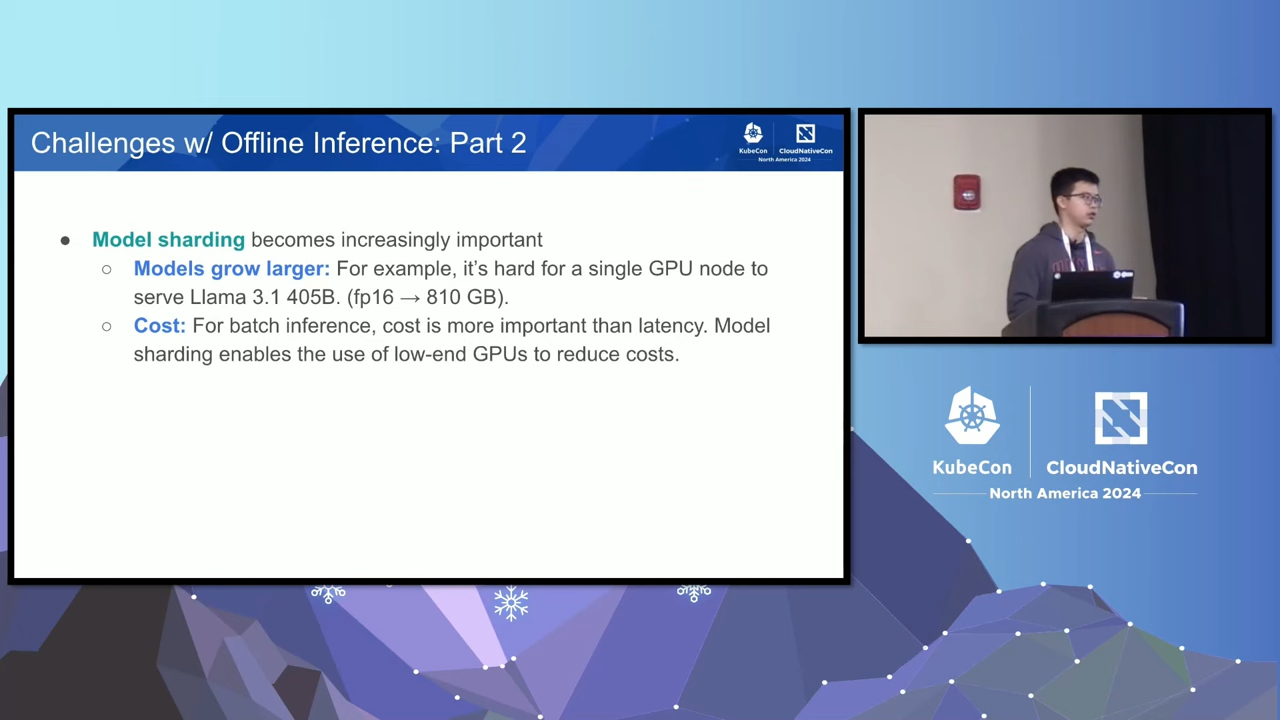 Challenges w/ Offline Inference: Part 2
KubeCon
CloudNativeCon
North America 2024
● Model sharding becomes increasingly important
○ Models grow larger: For example, it’s hard for a single GPU node to
serve Llama 3.1 405B. (fp16 → 810 GB).
○ Cost: For batch inference, cost is more important than latency. Model
sharding enables the use of low-end GPUs to reduce costs.
KubeCon
CloudNativeCon
North America 2024